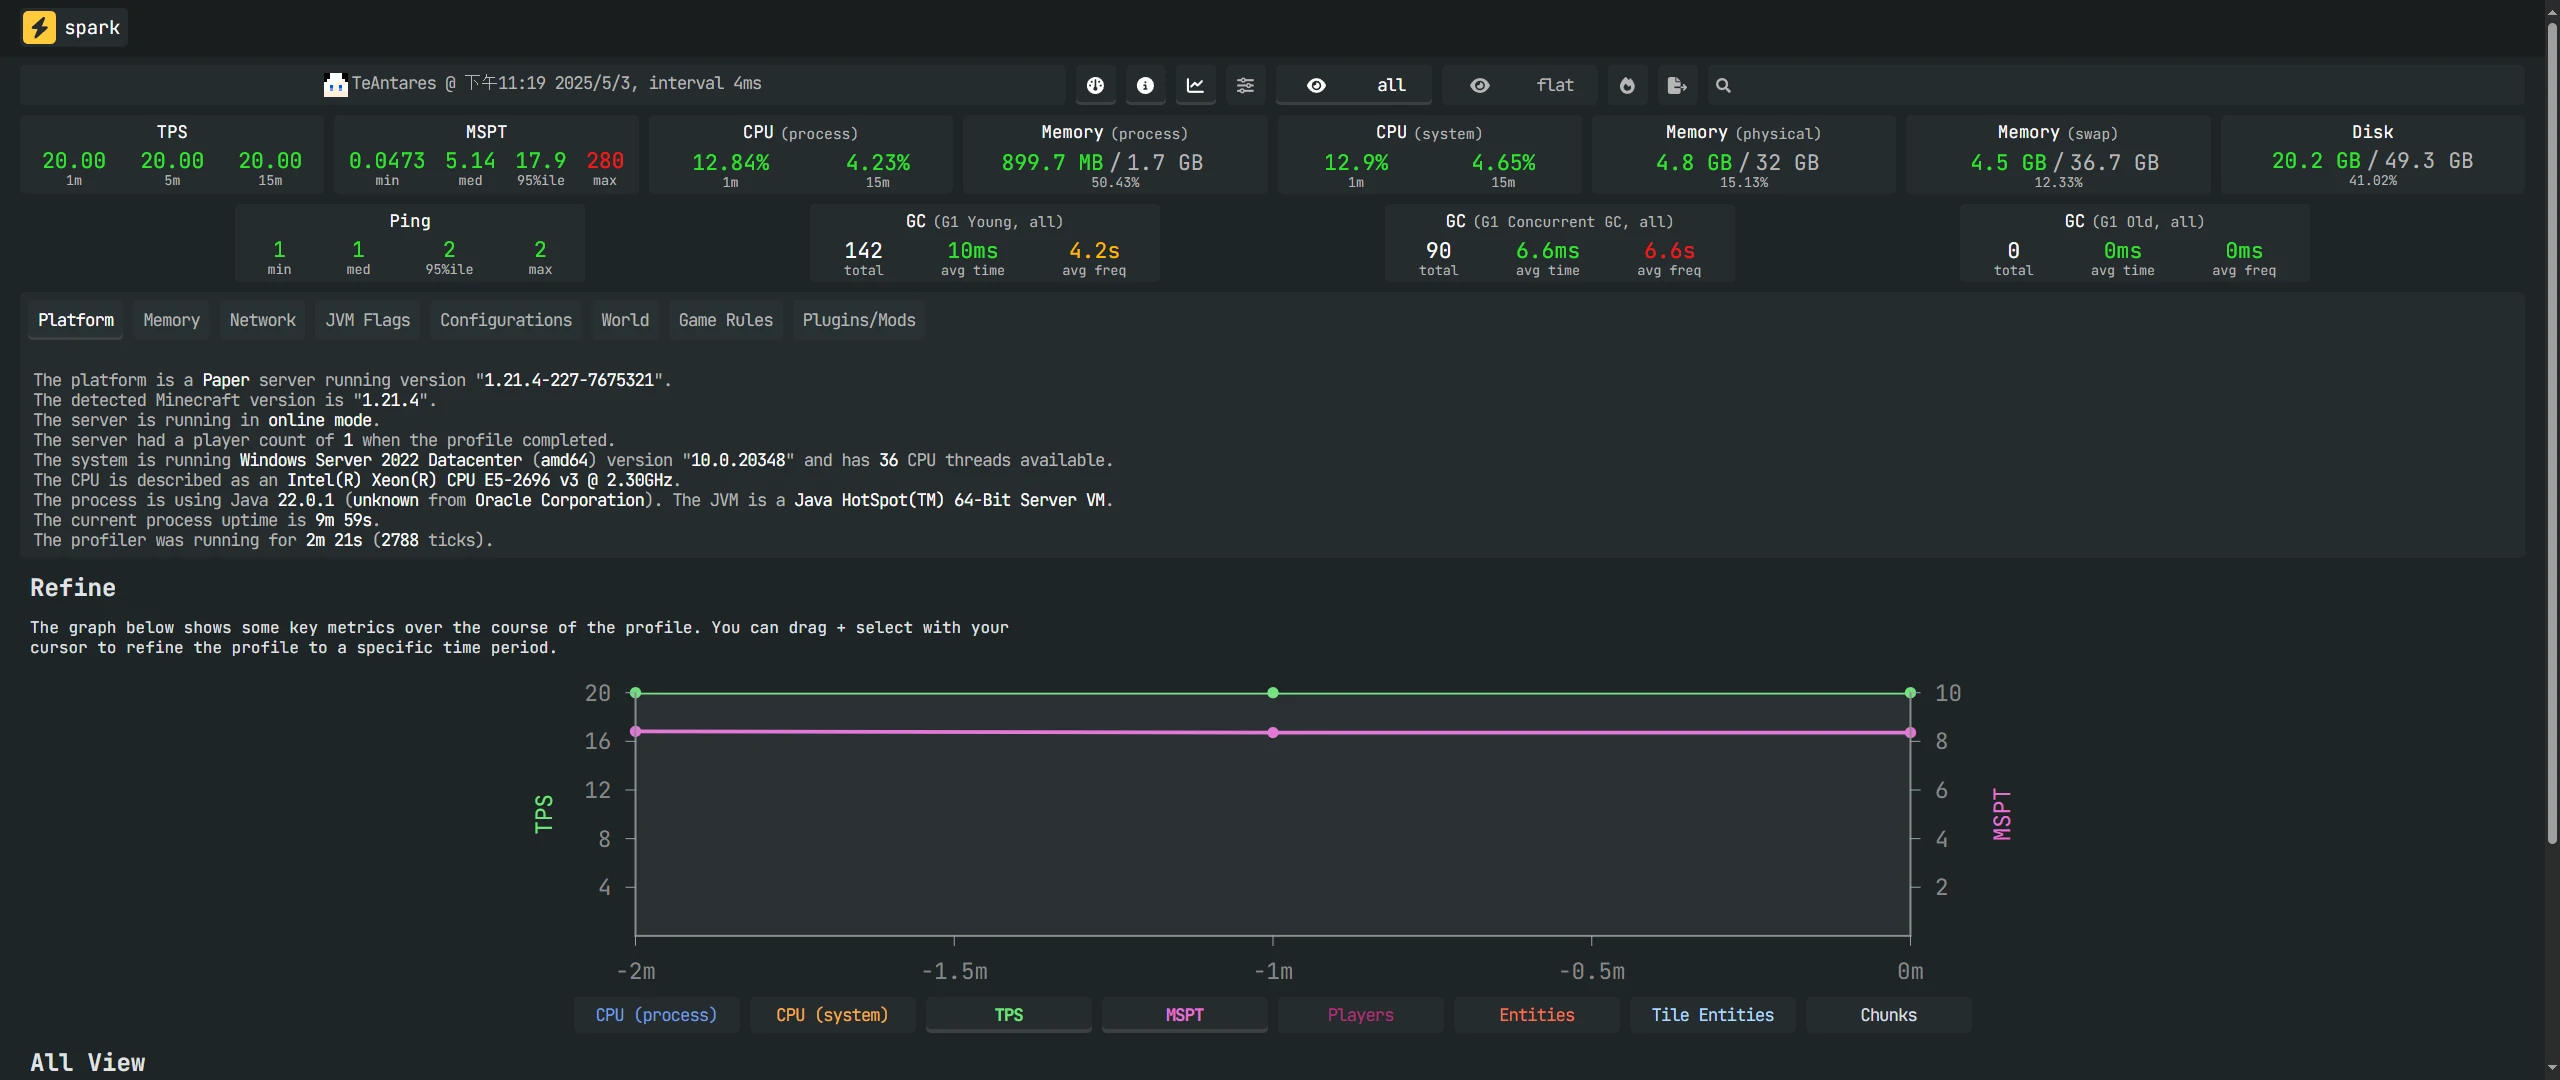 spark
TeAntares @ 下午11:19 2025/5/3, interval 4ms
all
flat
TPS
20.00 20.00 20.00
1m 5m 15m
MSPT
0.0473 5.14 17.9 280
min med 95%ile max
CPU (process)
12.84% 4.23%
1m 15m
Memory (process)
899.7 MB/1.7 GB
50.43%
CPU (system)
12.9% 4.65%
1m 15m
Memory (physical)
4.8 GB/32 GB
15.13%
Memory (swap)
4.5 GB/36.7 GB
12.33%
Disk
20.2 GB/49.3 GB
41.02%
Ping
1 1 2 2
min med 95%ile max
GC (G1 Young, all)
142 10ms 4.2s
total avg time avg freq
GC (G1 Concurrent GC, all)
90 6.6ms 6.6s
total avg time avg freq
GC (G1 Old, all)
0 0ms 0ms
total avg time avg freq
Platform Memory Network JVM Flags Configurations World Game Rules Plugins/Mods
The platform is a Paper server running version "1.21.4-227-7675321".
The detected Minecraft version is "1.21.4".
The server is running in online mode.
The server had a player count of 1 when the profile completed.
The system is running Windows Server 2022 Datacenter (amd64) version "10.0.20348" and has 36 CPU threads available.
The CPU is described as an Intel(R) Xeon(R) CPU E5-2696 v3 @ 2.30GHz.
The process is using Java 22.0.1 (unknown from Oracle Corporation). The JVM is a Java HotSpot(TM) 64-Bit Server VM.
The current process uptime is 9m 59s.
The profiler was running for 2m 21s (2788 ticks).
Refine
The graph below shows some key metrics over the course of the profile. You can drag + select with your
cursor to refine the profile to a specific time period.
20
16
12
8
4
TPS
10
8
6
4
2
MSPT
-2m -1.5m -1m -0.5m 0m
CPU (process) CPU (system) TPS MSPT Players Entities Tile Entities Chunks
All View